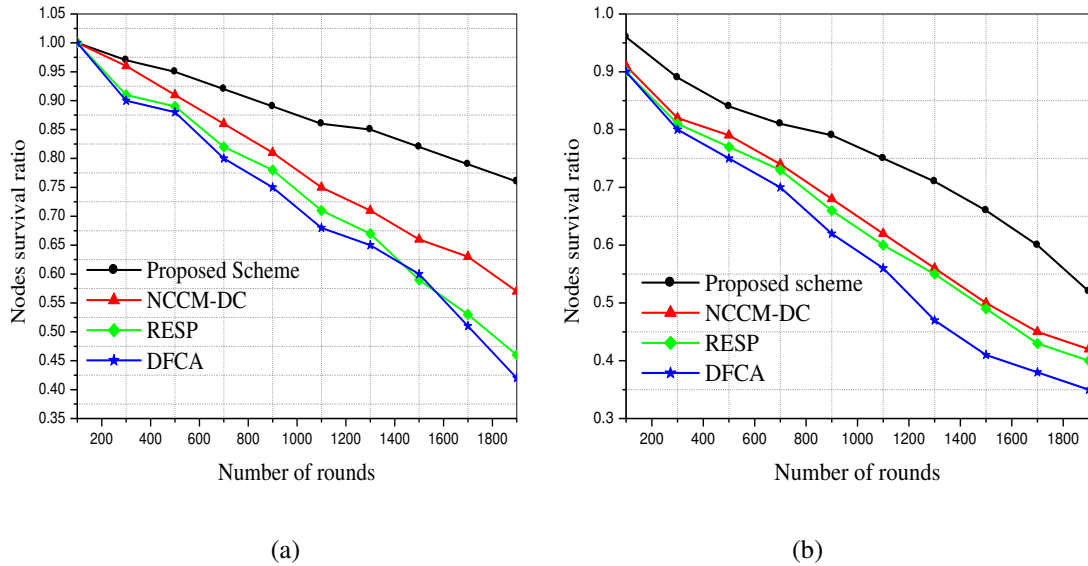 1.05
1.00
0.95
0.90
0.85
0.80
0.75
0.70
0.65
0.60
0.55
0.50
0.45
0.40
0.35
Nodes survival ratio
Proposed Scheme
NCCM-DC
RESP
DFCA
200 400 600 800 1000 1200 1400 1600 1800
Number of rounds
(a)
1.0
0.9
0.8
0.7
0.6
0.5
0.4
0.3
Nodes survival ratio
Proposed scheme
NCCM-DC
RESP
DFCA
200 400 600 800 1000 1200 1400 1600 1800
Number of rounds
(b)